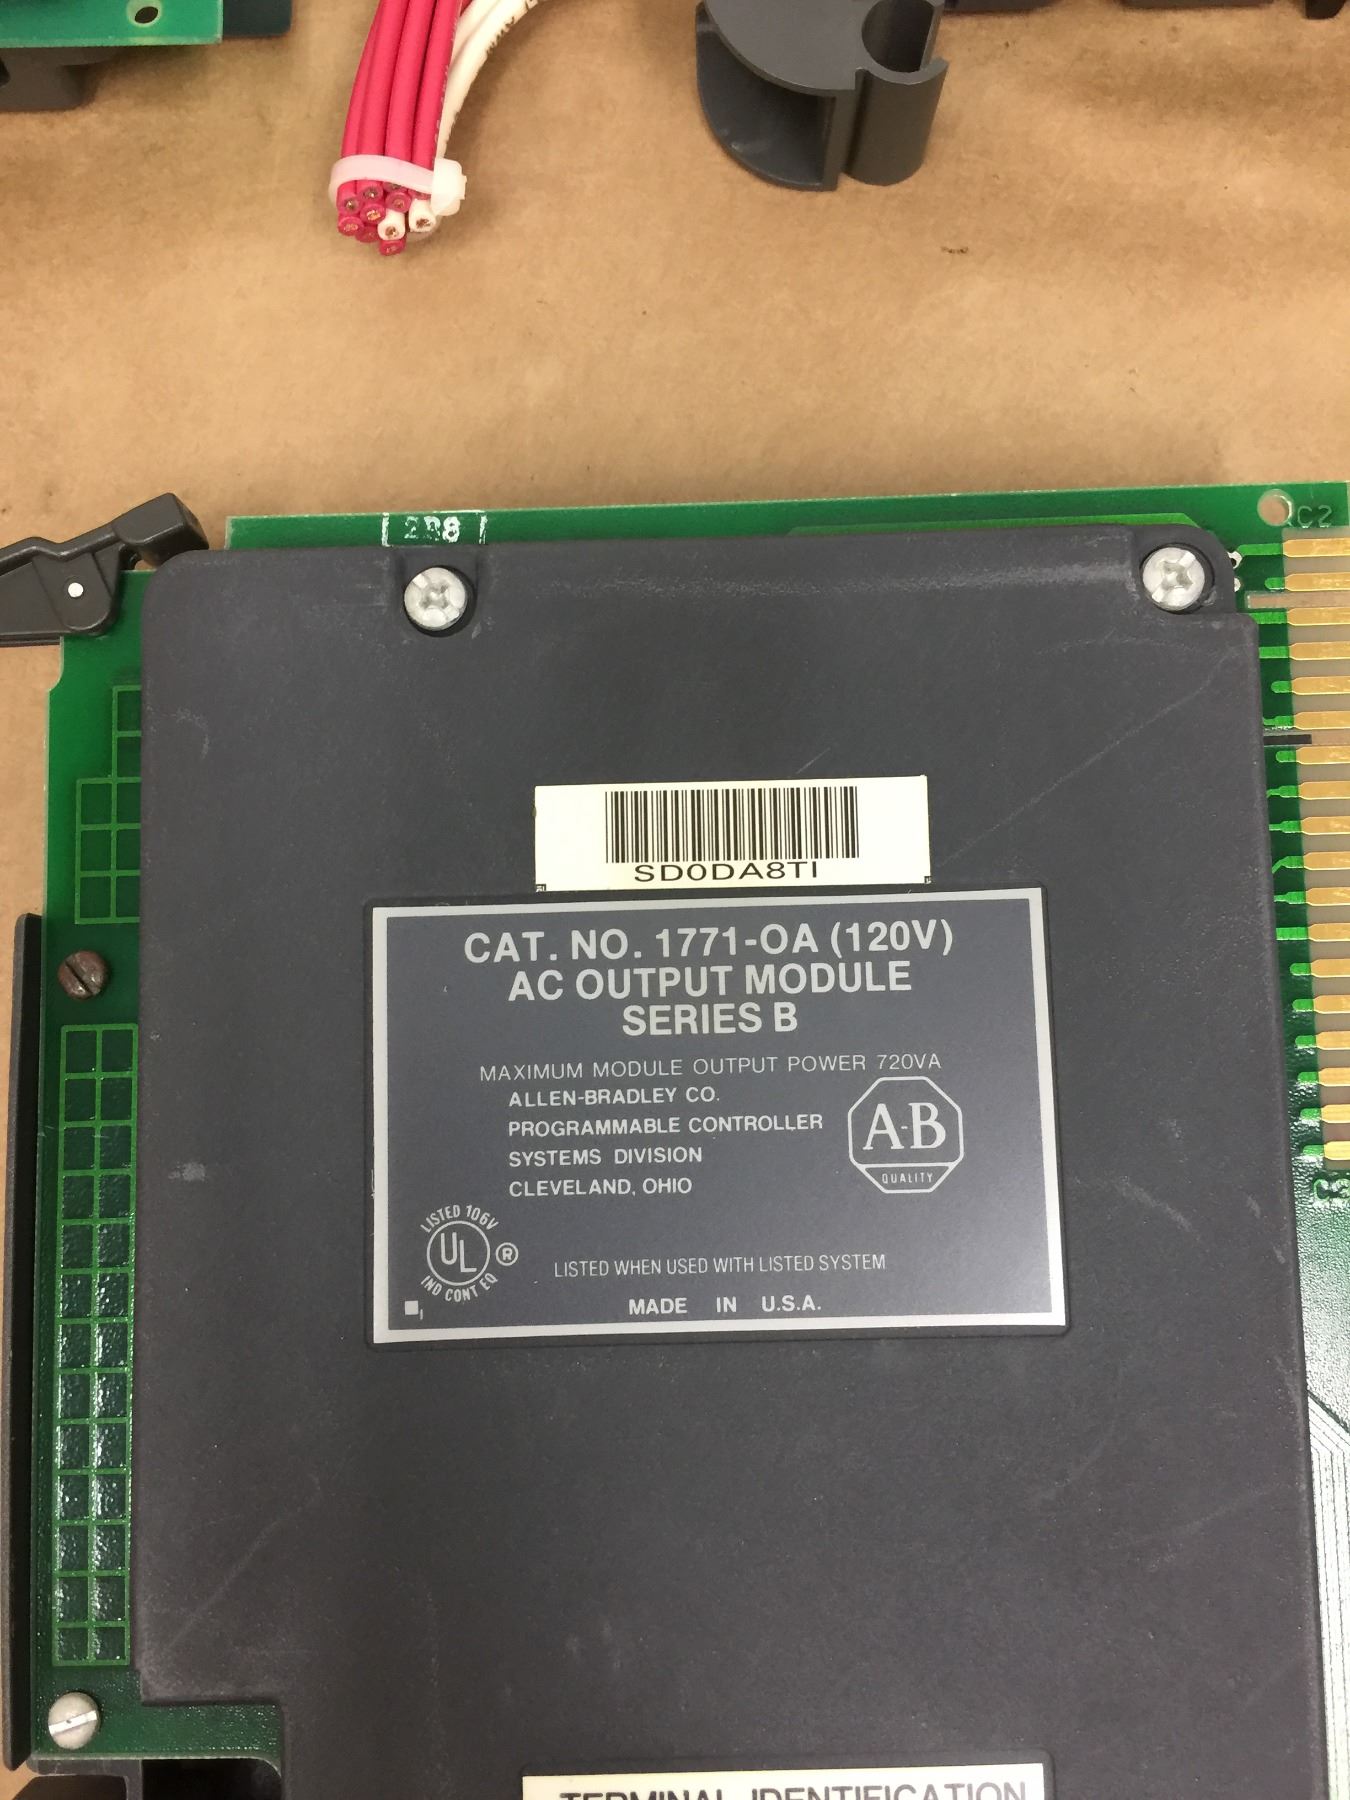 2R8
C2
SD0DA8TI
CAT. NO. 1771-OA (120V)
AC OUTPUT MODULE
SERIES B
MAXIMUM MODULE OUTPUT POWER 720VA
ALLEN-BRADLEY CO.
PROGRAMMABLE CONTROLLER
SYSTEMS DIVISION
CLEVELAND, OHIO
A-B
QUALITY
LISTED 106V
UL ®
IND CONT EQ
LISTED WHEN USED WITH LISTED SYSTEM
MADE IN U.S.A.
TERMINAL IDENTIFICATION